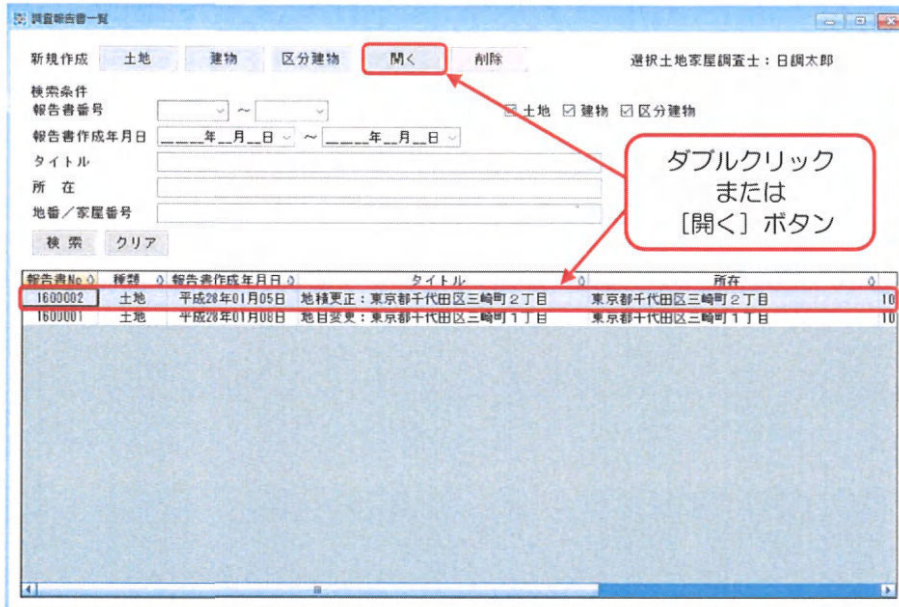 調査報告書一覧
新規作成 土地 建物 区分建物 開く 削除 選択土地家屋調査士：日調太郎
検索条件
報告書番号 ～ ☑土地 ☑建物 ☑区分建物
報告書作成年月日 ____年__月__日 ～ ____年__月__日
タイトル
所 在
地番／家屋番号
検 索 クリア
ダブルクリック
または
［開く］ボタン
報告書No 種類 報告書作成年月日 タイトル 所在
1600002 土地 平成28年01月05日 地積更正：東京都千代田区三崎町２丁目 東京都千代田区三崎町２丁目 10
1600001 土地 平成28年01月08日 地目変更：東京都千代田区三崎町１丁目 東京都千代田区三崎町１丁目 10